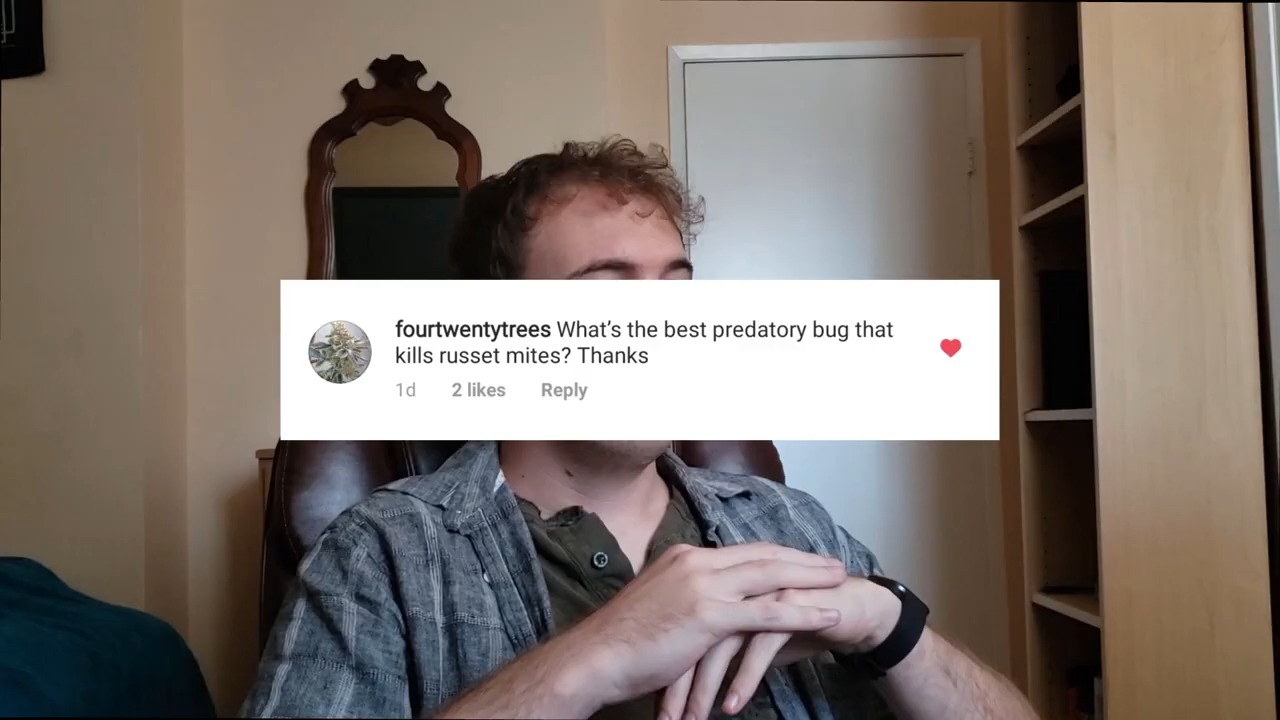 fourtwentytrees What's the best predatory bug that
kills russet mites? Thanks
1d 2 likes Reply